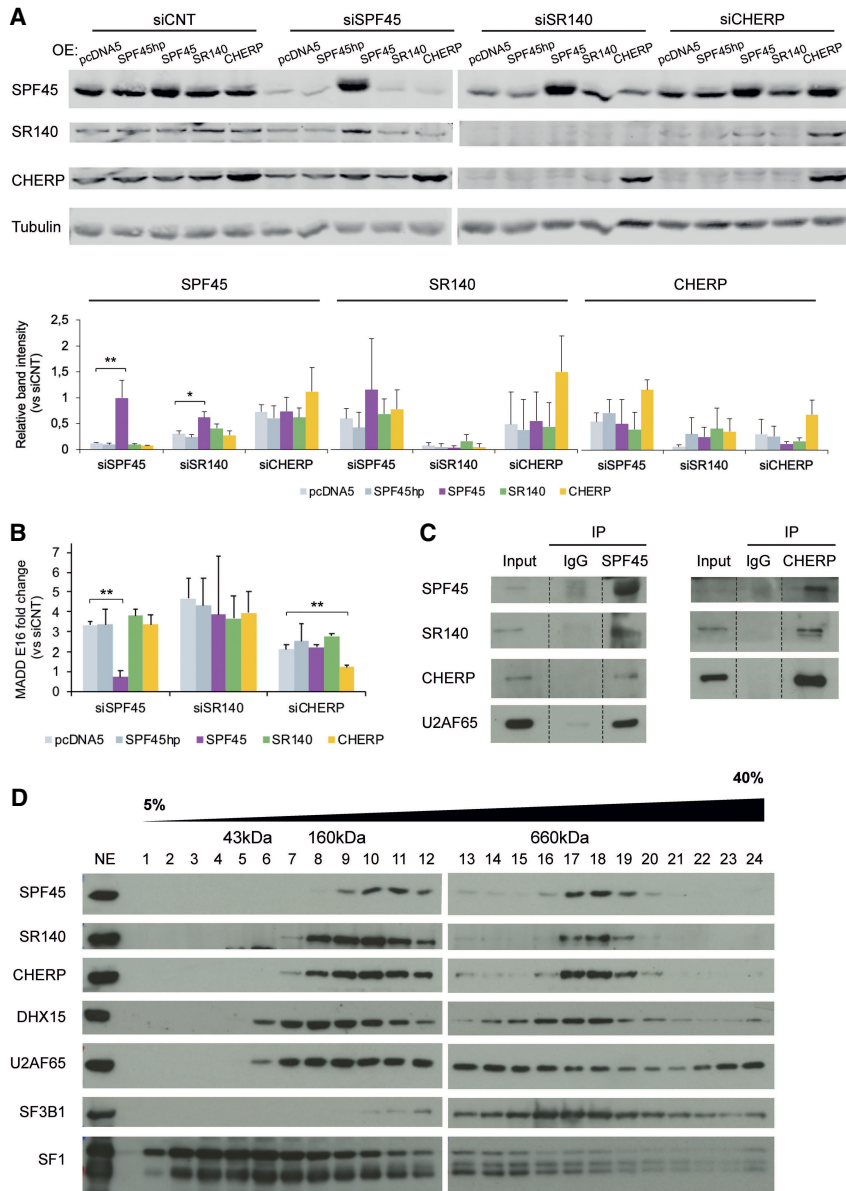 A
siCNT siSPF45 siSR140 siCHERP
OE: pcDNA5 SPF45hp SPF45 SR140 CHERP pcDNA5 SPF45hp SPF45 SR140 CHERP pcDNA5 SPF45hp SPF45 SR140 CHERP pcDNA5 SPF45hp SPF45 SR140 CHERP
SPF45
SR140
CHERP
Tubulin
SPF45 SR140 CHERP
Relative band intensity
(vs siCNT)
2,5
2
1,5
1
0,5
0
** *
siSPF45 siSR140 siCHERP siSPF45 siSR140 siCHERP siSPF45 siSR140 siCHERP
pcDNA5 SPF45hp SPF45 SR140 CHERP
B
MADD E16 fold change
(vs siCNT)
7
6
5
4
3
2
1
0
** **
siSPF45 siSR140 siCHERP
pcDNA5 SPF45hp SPF45 SR140 CHERP
C
IP IP
Input IgG SPF45 Input IgG CHERP
SPF45
SR140
CHERP
U2AF65
D
5% 40%
43kDa 160kDa 660kDa
NE 1 2 3 4 5 6 7 8 9 10 11 12 13 14 15 16 17 18 19 20 21 22 23 24
SPF45
SR140
CHERP
DHX15
U2AF65
SF3B1
SF1